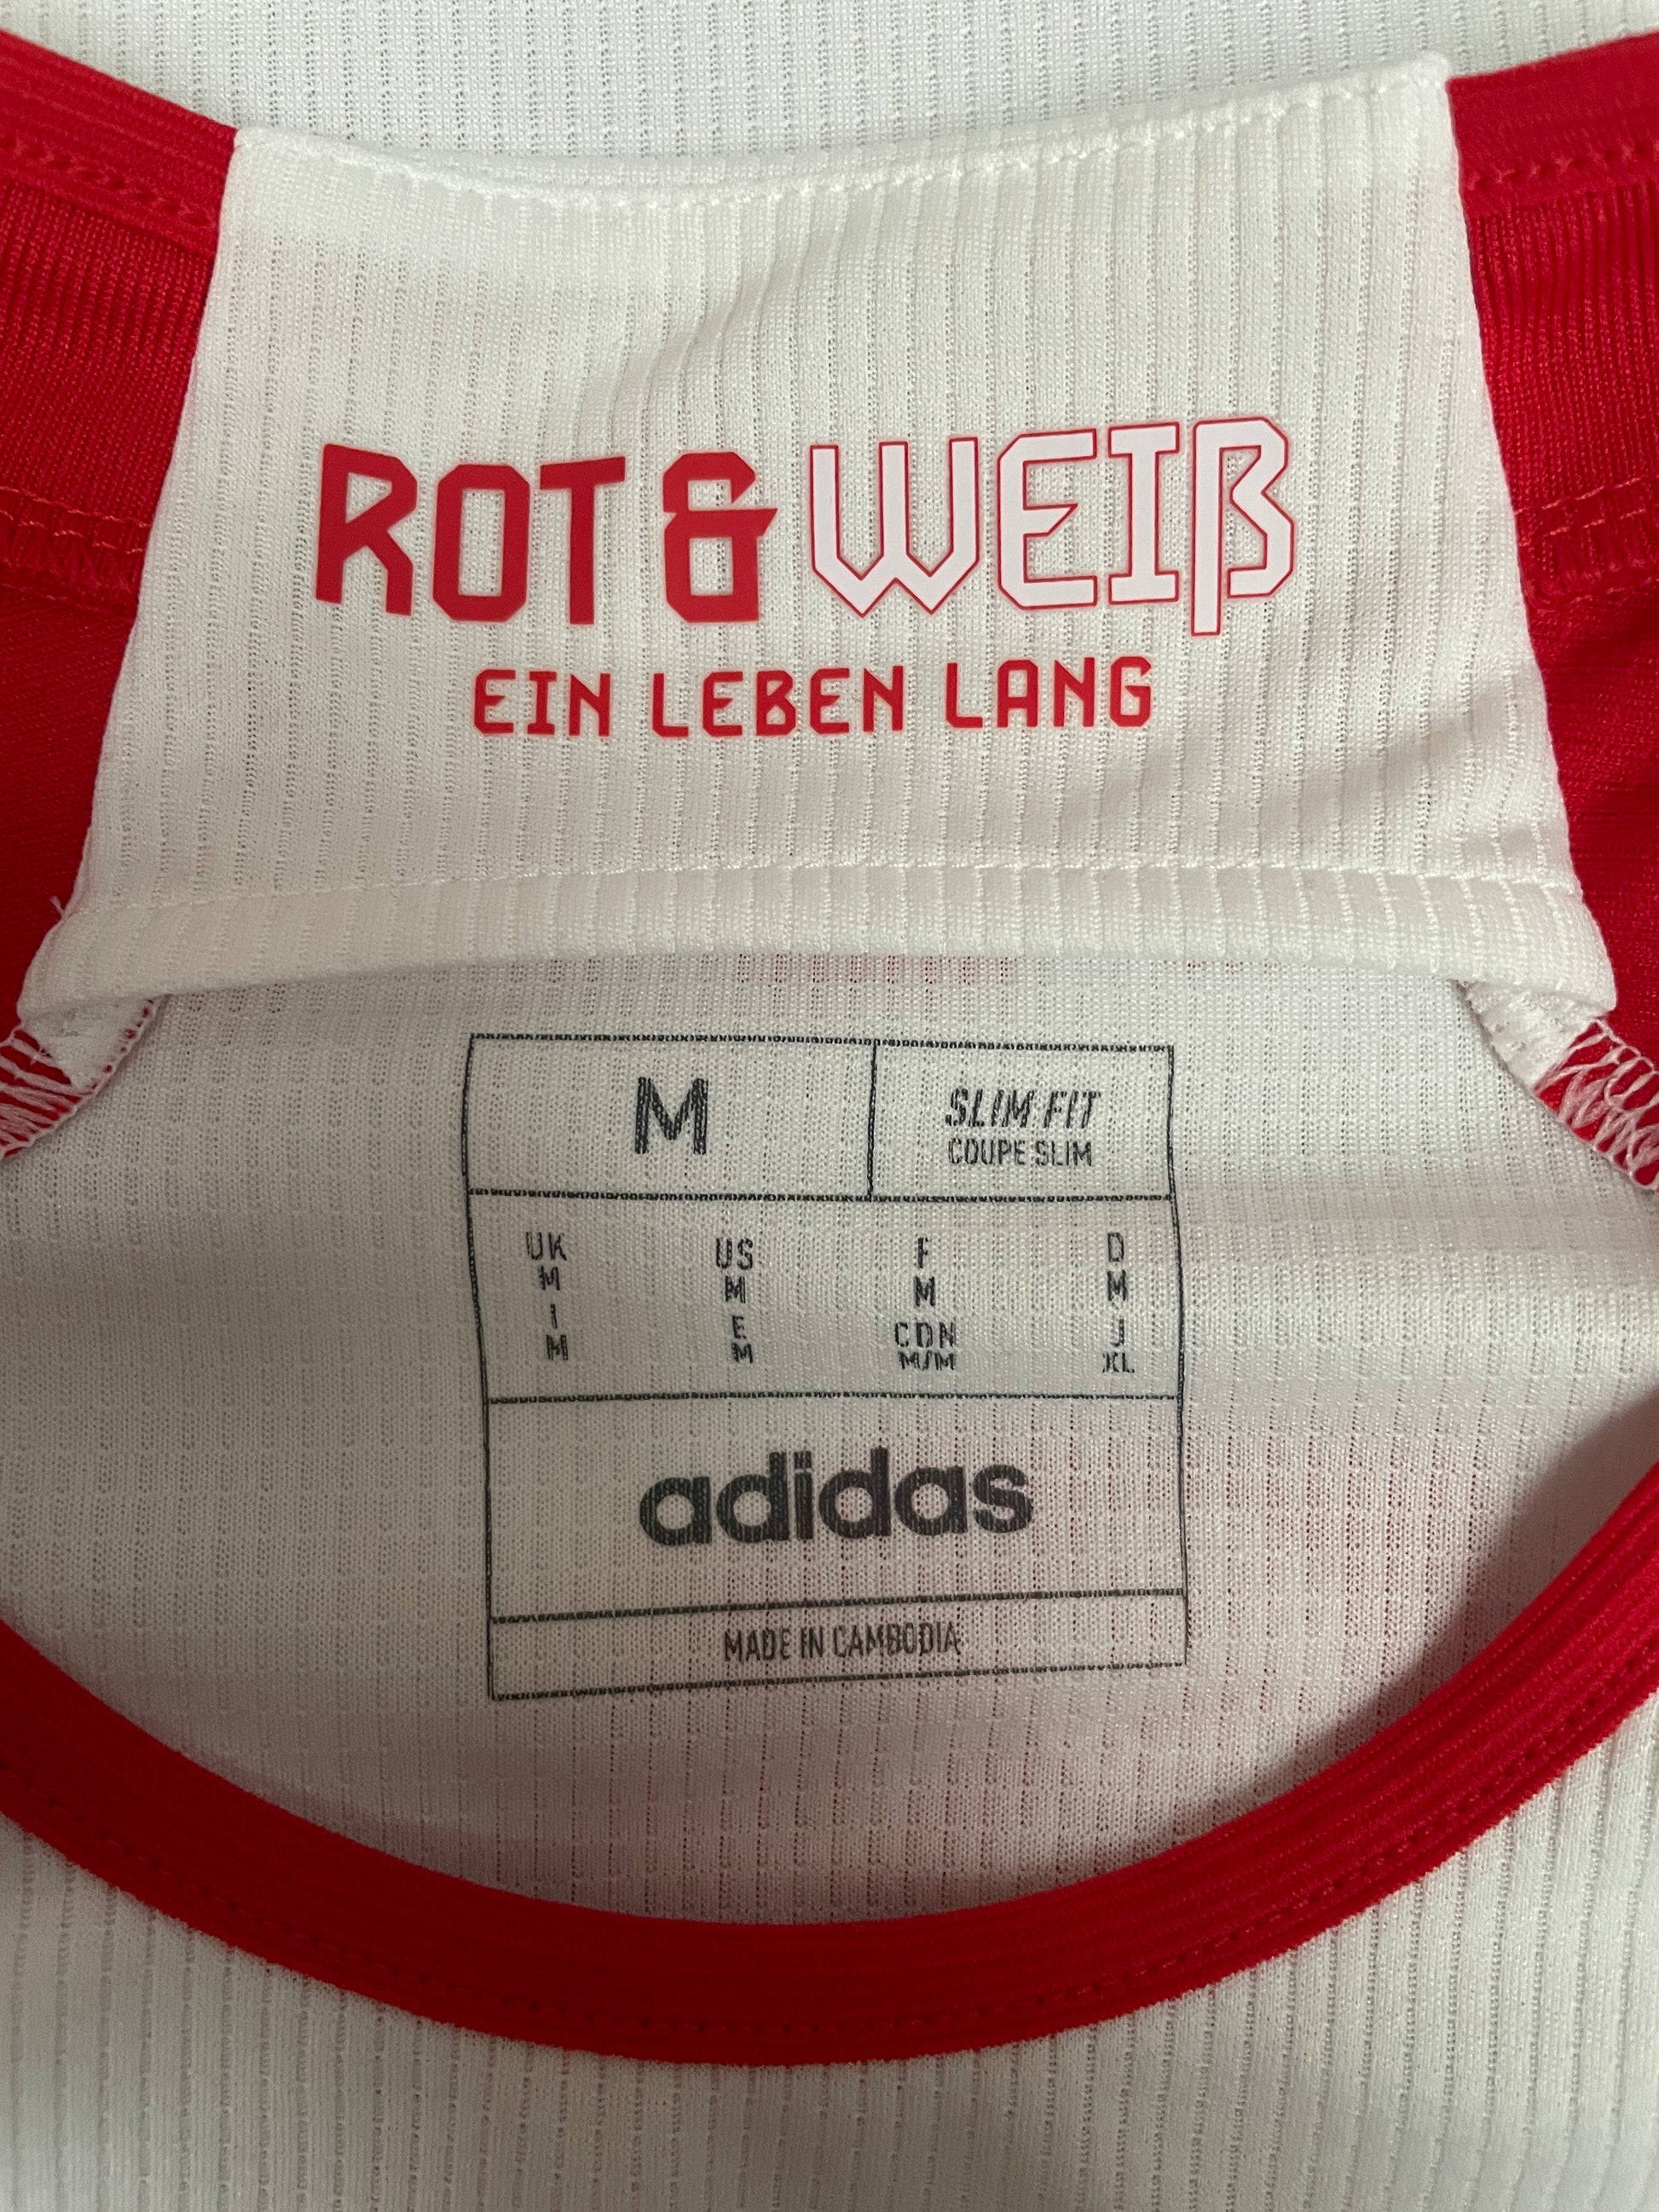 ROT & WEIß
EIN LEBEN LANG
M
SLIM FIT
COUPE SLIM
UK US F D
M M M M
I E CDN J
M M M/M XL
adidas
MADE IN CAMBODIA